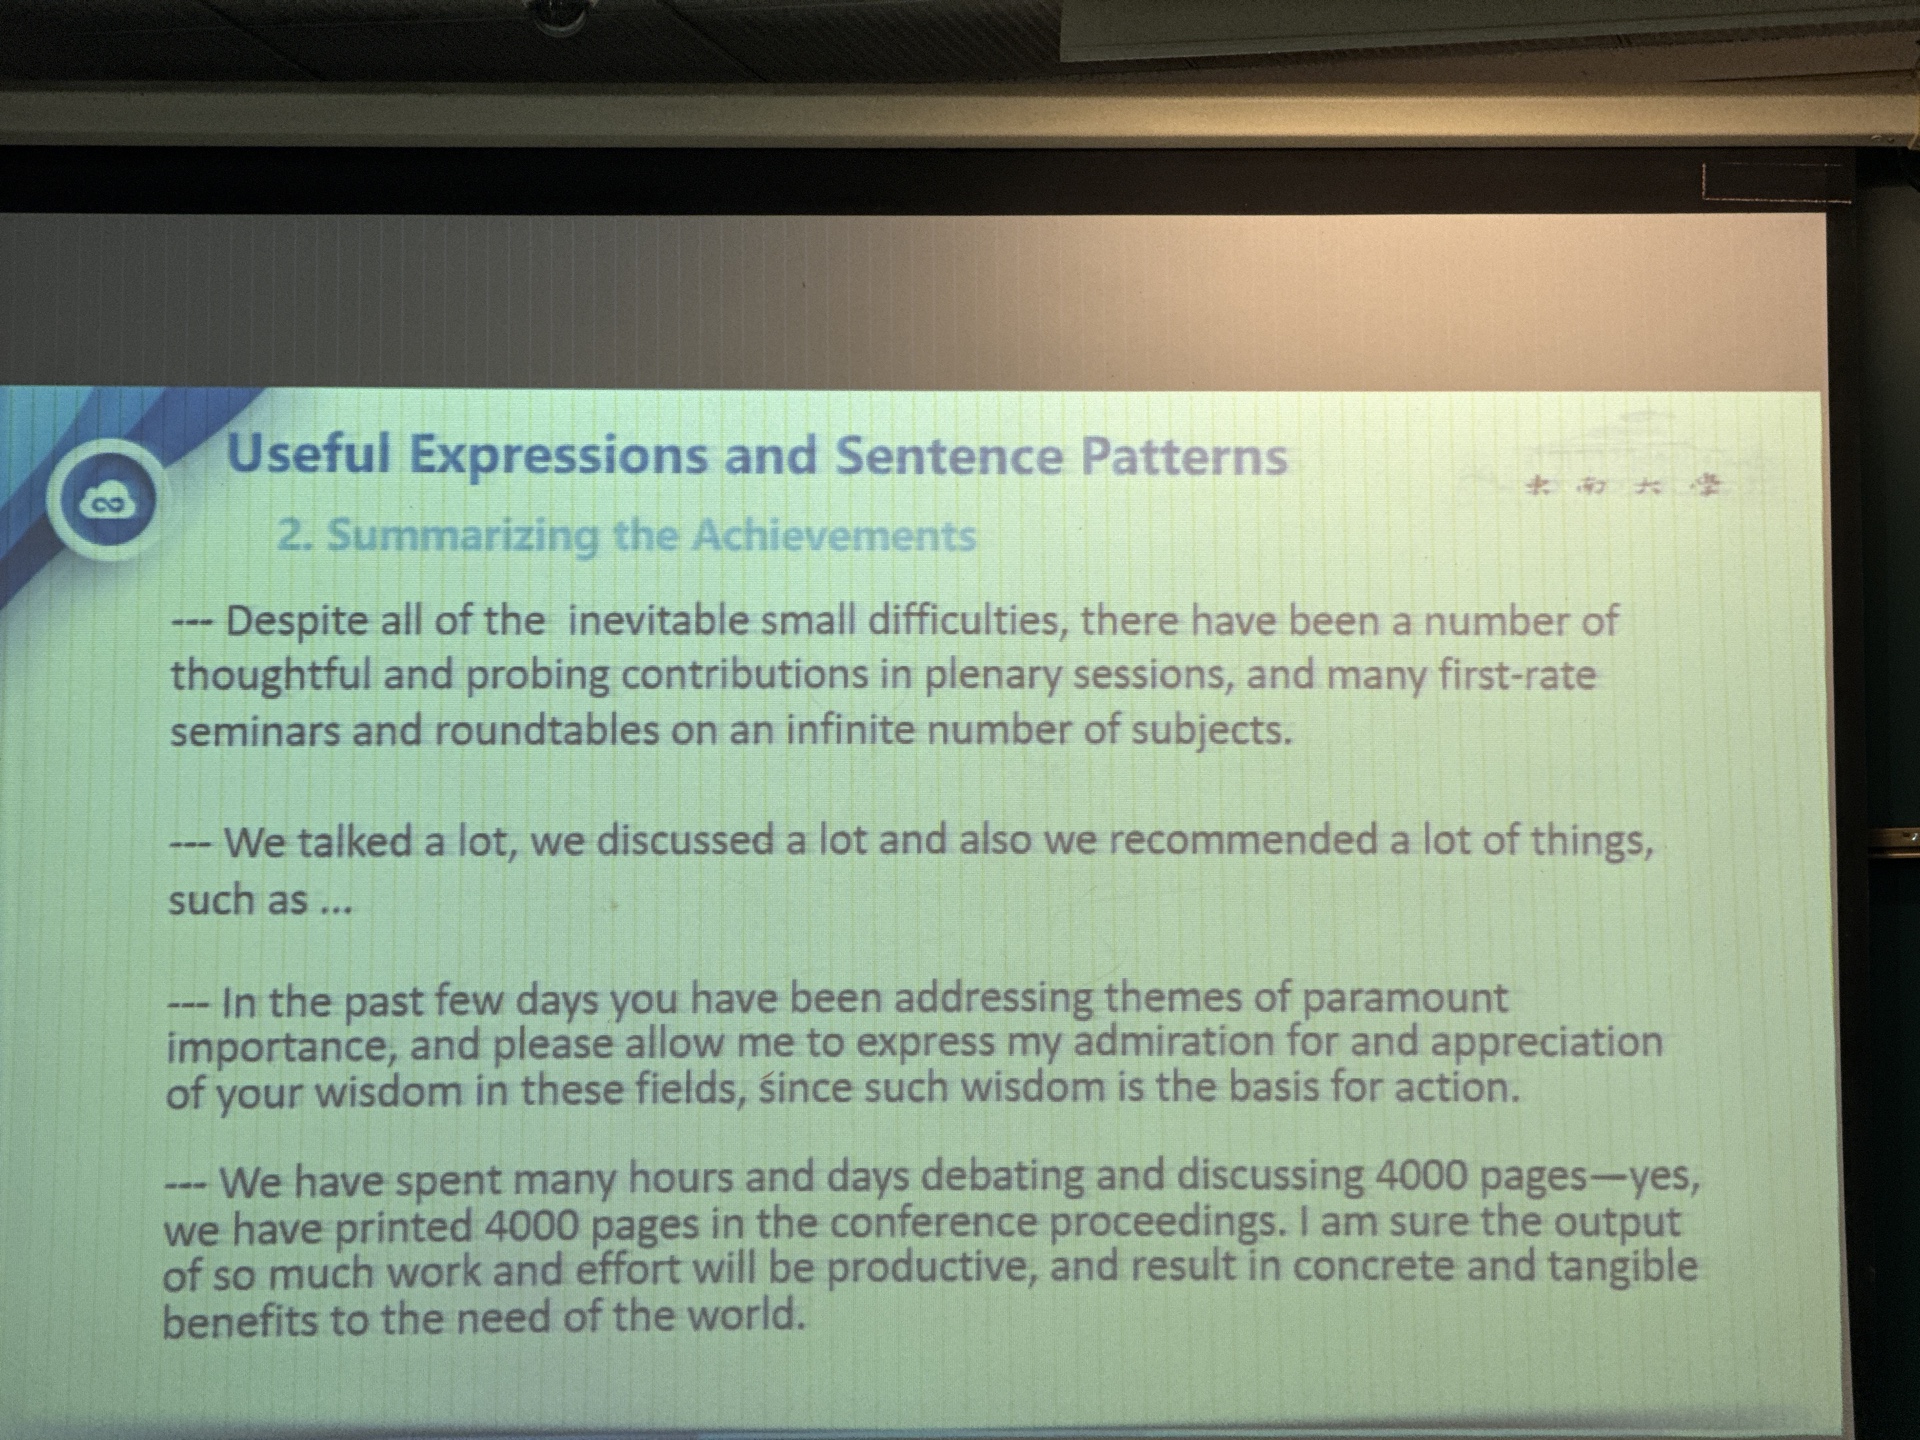 Useful Expressions and Sentence Patterns
東南大學
2. Summarizing the Achievements
--- Despite all of the inevitable small difficulties, there have been a number of
thoughtful and probing contributions in plenary sessions, and many first-rate
seminars and roundtables on an infinite number of subjects.
--- We talked a lot, we discussed a lot and also we recommended a lot of things,
such as ...
--- In the past few days you have been addressing themes of paramount
importance, and please allow me to express my admiration for and appreciation
of your wisdom in these fields, since such wisdom is the basis for action.
--- We have spent many hours and days debating and discussing 4000 pages—yes,
we have printed 4000 pages in the conference proceedings. I am sure the output
of so much work and effort will be productive, and result in concrete and tangible
benefits to the need of the world.